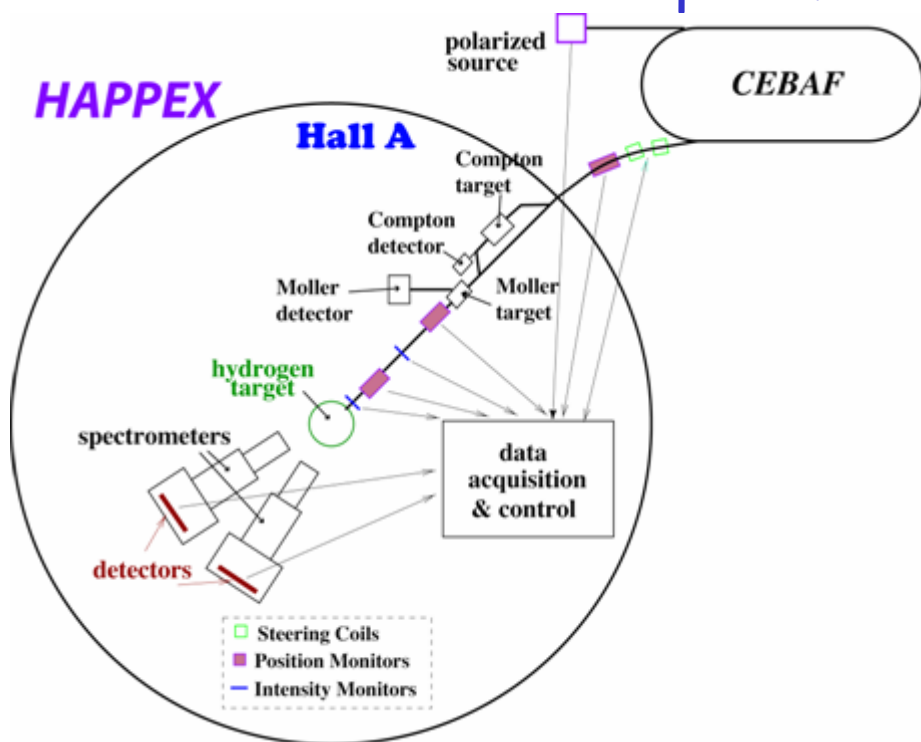 polarized
source
CEBAF
HAPPEX
Hall A
Compton
target
Compton
detector
Moller
detector
Moller
target
hydrogen
target
spectrometers
data
acquisition
& control
detectors
Steering Coils
Position Monitors
Intensity Monitors